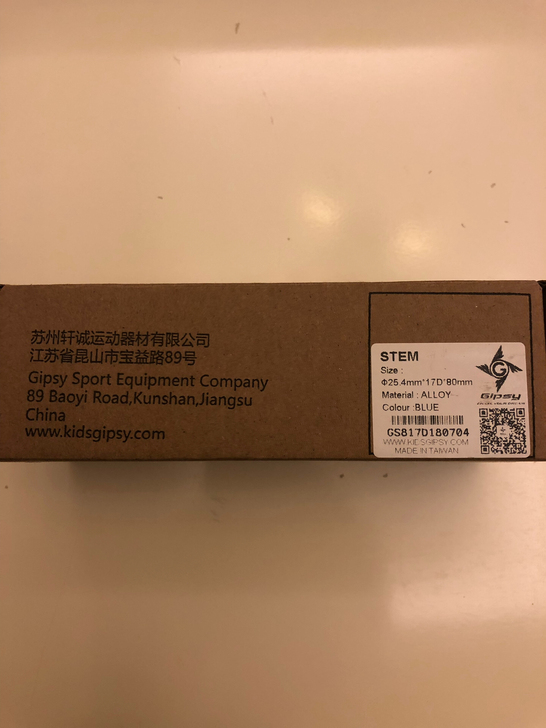 苏州轩诚运动器材有限公司
江苏省昆山市宝益路89号
Gipsy Sport Equipment Company
89 Baoyi Road,Kunshan,Jiangsu
China
www.kidsgipsy.com
STEM
Size :
Φ25.4mm*17D*80mm
Material : ALLOY
Colour :BLUE
GS817D180704
WWW.KIDSGIPSY.COM
MADE IN TAIWAN
G
Gipsy